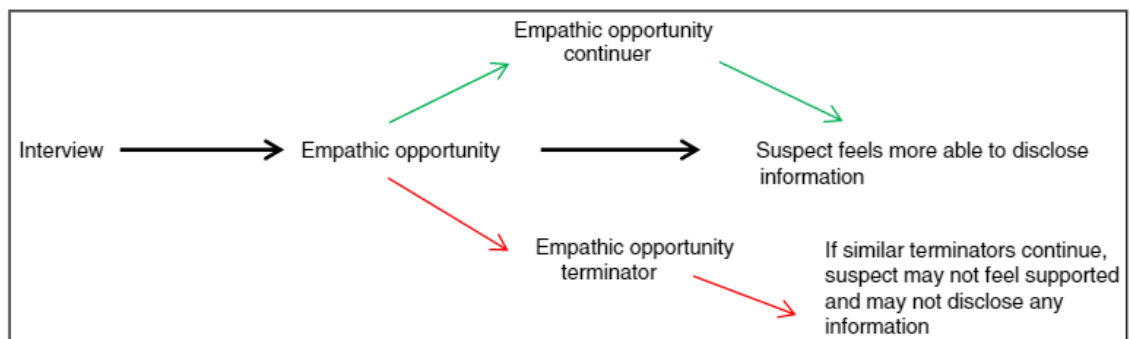 Empathic opportunity
continuer
Interview
Empathic opportunity
Suspect feels more able to disclose
information
Empathic opportunity
terminator
If similar terminators continue,
suspect may not feel supported
and may not disclose any
information